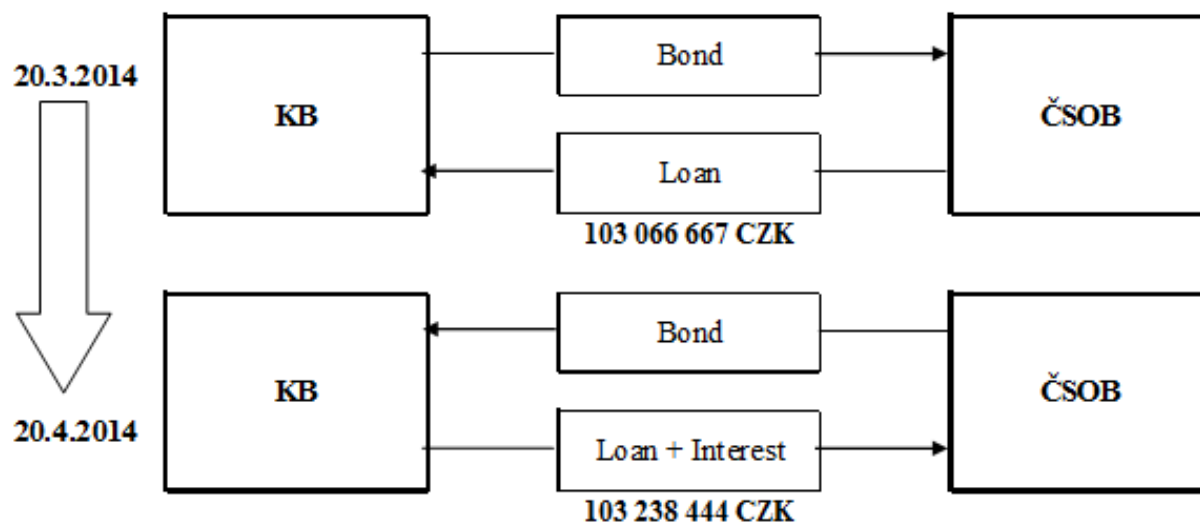 20.3.2014
KB
Bond
ČSOB
Loan
103 066 667 CZK
KB
Bond
ČSOB
20.4.2014
Loan + Interest
103 238 444 CZK